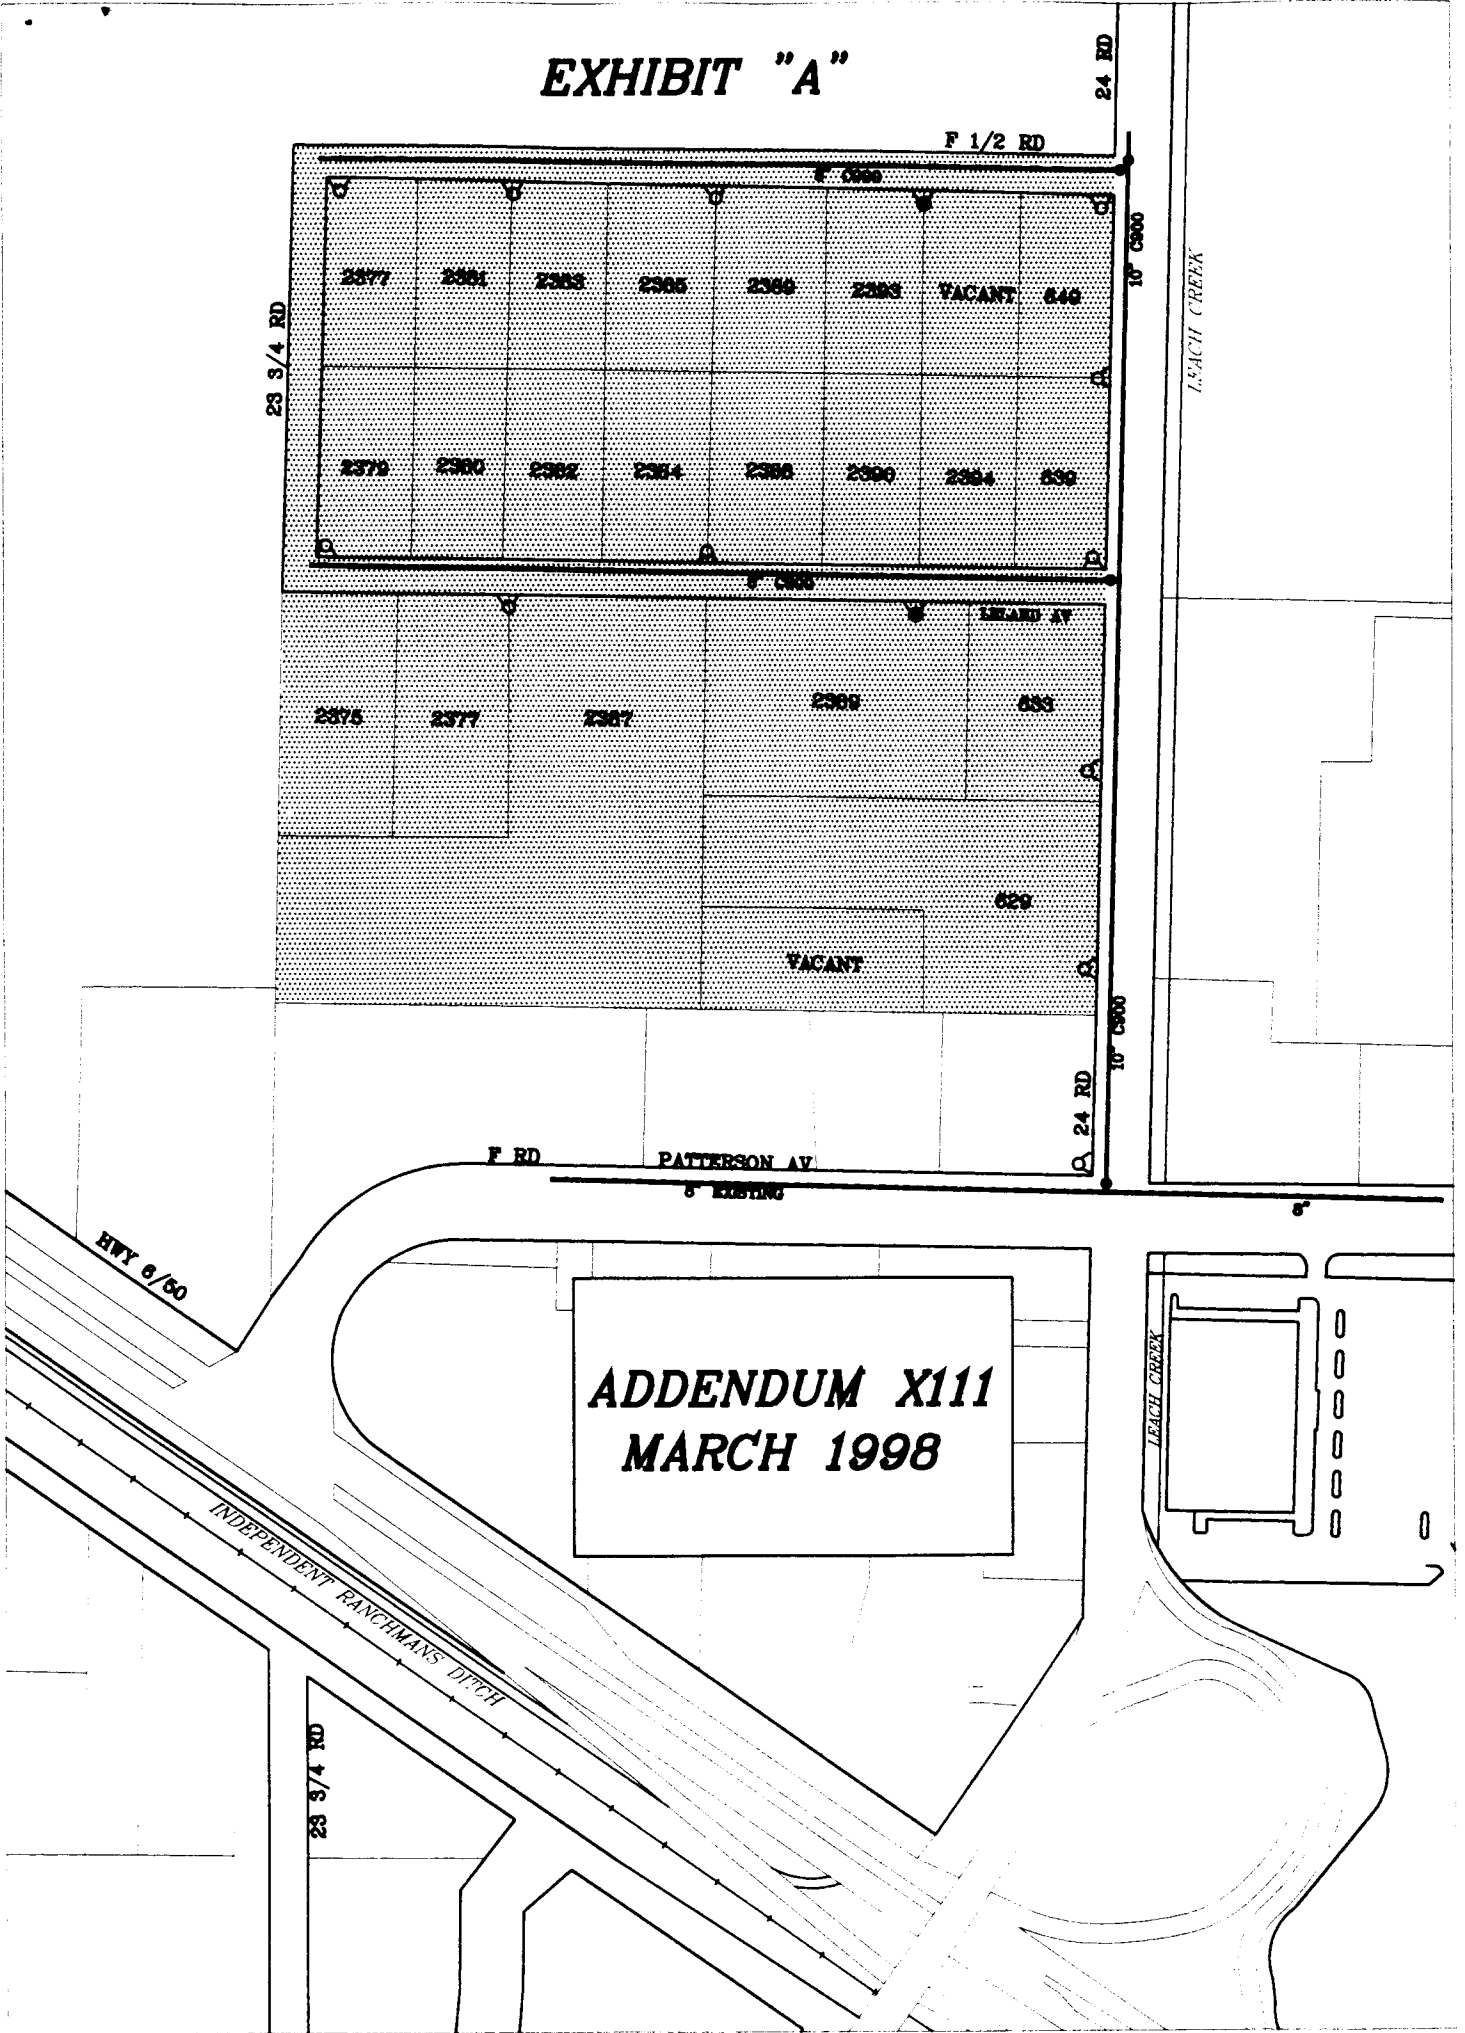 EXHIBIT "A"
24 RD
F 1/2 RD
8" C900
10" C900
LEACH CREEK
23 3/4 RD
2377 2381 2383 2385 2389 2393 VACANT 640
2379 2380 2382 2384 2388 2390 2394 639
8" C900
LELAND AV
2375 2377 2387 2389 633
629
VACANT
10" C900
24 RD
F RD PATTERSON AV
8" EXISTING
8"
HWY 6/50
ADDENDUM X111
MARCH 1998
LEACH CREEK
INDEPENDENT RANCHMANS DITCH
23 3/4 RD